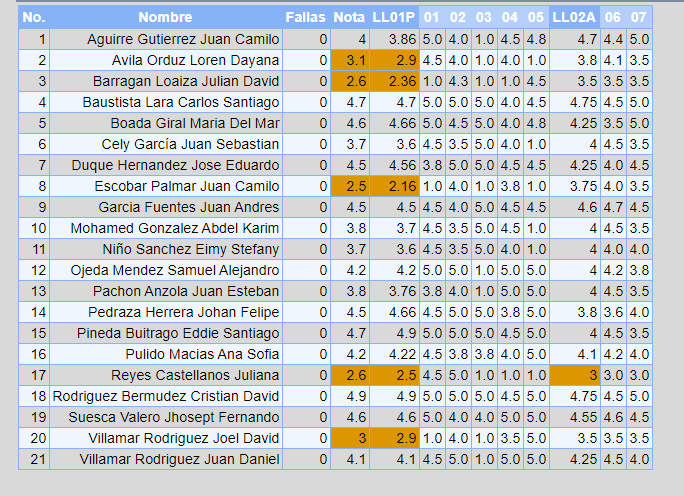 No. Nombre Fallas Nota LL01P 01 02 03 04 05 LL02A 06 07
1 Aguirre Gutierrez Juan Camilo 0 4 3.86 5.0 4.0 1.0 4.5 4.8 4.7 4.4 5.0
2 Avila Orduz Loren Dayana 0 3.1 2.9 4.5 4.0 1.0 4.0 1.0 3.8 4.1 3.5
3 Barragan Loaiza Julian David 0 2.6 2.36 1.0 4.3 1.0 1.0 4.5 3.5 3.5 3.5
4 Bautista Lara Carlos Santiago 0 4.7 4.7 5.0 5.0 5.0 4.0 4.5 4.75 4.5 5.0
5 Boada Giral Maria Del Mar 0 4.6 4.66 5.0 4.5 5.0 4.0 4.8 4.25 3.5 5.0
6 Cely García Juan Sebastian 0 3.7 3.6 4.5 3.5 5.0 4.0 1.0 4 4.5 3.5
7 Duque Hernandez Jose Eduardo 0 4.5 4.56 3.8 5.0 5.0 4.5 4.5 4.25 4.0 4.5
8 Escobar Palmar Juan Camilo 0 2.5 2.16 1.0 4.0 1.0 3.8 1.0 3.75 4.0 3.5
9 Garcia Fuentes Juan Andres 0 4.5 4.5 4.5 4.0 5.0 4.5 4.5 4.6 4.7 4.5
10 Mohamed Gonzalez Abdel Karim 0 3.8 3.7 4.5 3.5 5.0 4.5 1.0 4 4.5 3.5
11 Niño Sanchez Eimy Stefany 0 3.7 3.6 4.5 3.5 5.0 4.0 1.0 4 4.0 4.0
12 Ojeda Mendez Samuel Alejandro 0 4.2 4.2 5.0 5.0 1.0 5.0 5.0 4 4.2 3.8
13 Pachon Anzola Juan Esteban 0 3.8 3.76 3.8 4.0 1.0 5.0 5.0 4 4.5 3.5
14 Pedraza Herrera Johan Felipe 0 4.5 4.66 4.5 5.0 5.0 3.8 5.0 3.8 3.6 4.0
15 Pineda Buitrago Eddie Santiago 0 4.7 4.9 5.0 5.0 5.0 4.5 5.0 4 4.5 3.5
16 Pulido Macias Ana Sofia 0 4.2 4.22 4.5 3.8 3.8 4.0 5.0 4.1 4.2 4.0
17 Reyes Castellanos Juliana 0 2.6 2.5 4.5 5.0 1.0 1.0 1.0 3 3.0 3.0
18 Rodriguez Bermudez Cristian David 0 4.9 4.9 5.0 5.0 5.0 4.5 5.0 4.75 4.5 5.0
19 Suesca Valero Jhosept Fernando 0 4.6 4.6 5.0 4.0 4.0 5.0 5.0 4.55 4.6 4.5
20 Villamar Rodriguez Joel David 0 3 2.9 1.0 4.0 1.0 3.5 5.0 3.5 3.5 3.5
21 Villamar Rodriguez Juan Daniel 0 4.1 4.1 4.5 5.0 1.0 5.0 5.0 4.25 4.5 4.0